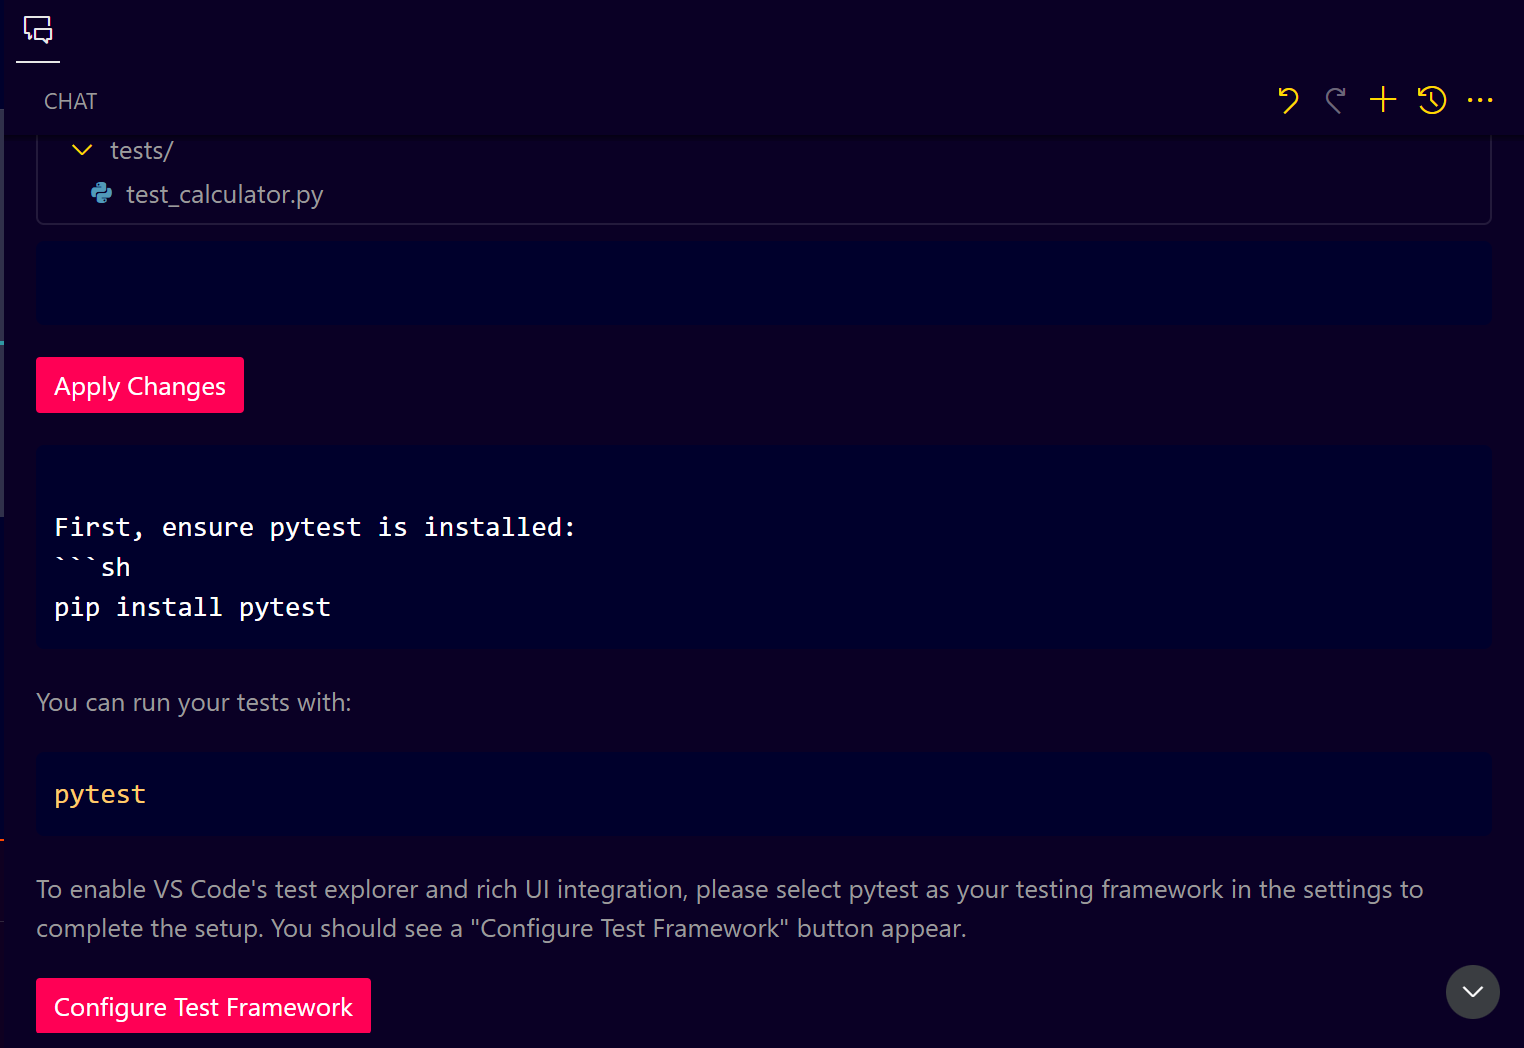 CHAT
tests/
test_calculator.py
Apply Changes
First, ensure pytest is installed:
```sh
pip install pytest
You can run your tests with:
pytest
To enable VS Code's test explorer and rich UI integration, please select pytest as your testing framework in the settings to
complete the setup. You should see a "Configure Test Framework" button appear.
Configure Test Framework